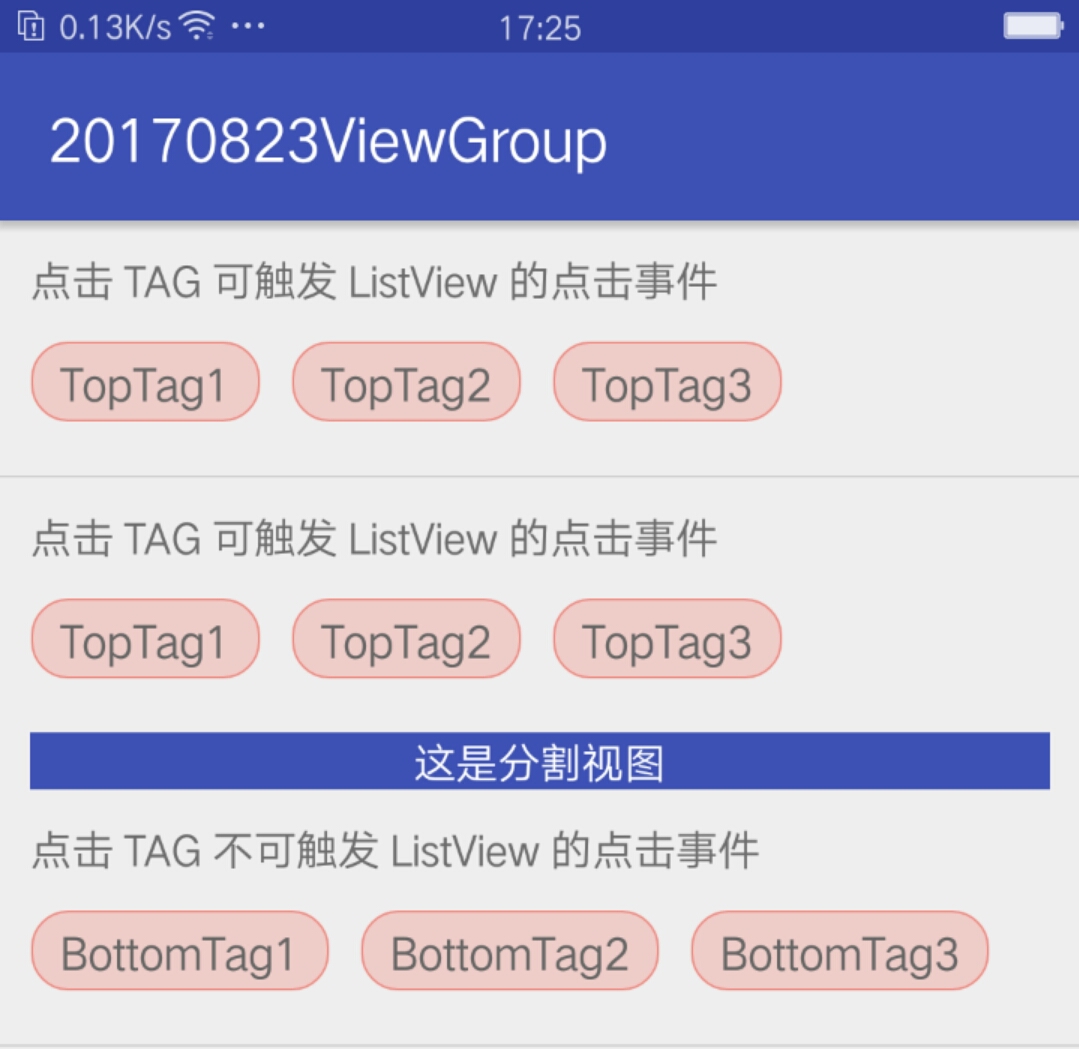 0.13K/s 17:25
20170823ViewGroup
点击 TAG 可触发 ListView 的点击事件
TopTag1 TopTag2 TopTag3
点击 TAG 可触发 ListView 的点击事件
TopTag1 TopTag2 TopTag3
这是分割视图
点击 TAG 不可触发 ListView 的点击事件
BottomTag1 BottomTag2 BottomTag3